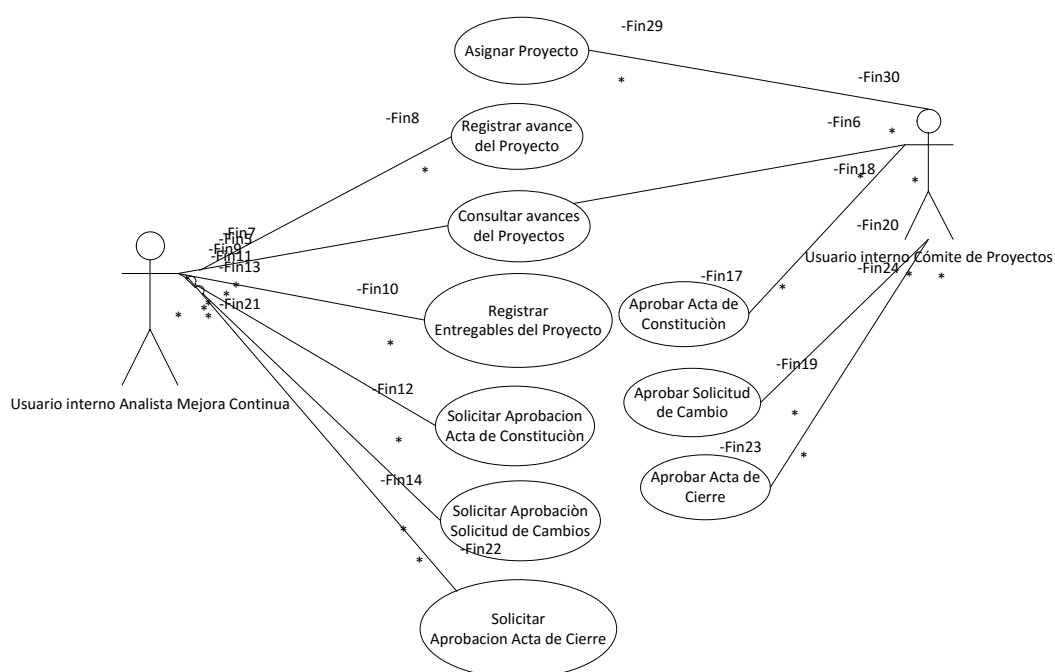 -Fin29
Asignar Proyecto
*
-Fin30
-Fin8
Registrar avance
del Proyecto
*
-Fin6
*
-Fin18
*
*
Consultar avances
del Proyectos
-Fin20
Usuario interno Cómite de Proyectos
-Fin24
*
*
-Fin7
-Fin5
-Fin9
-Fin11
-Fin13
*
*
*
-Fin21
*
*
*
-Fin10
*
Registrar
Entregables del Proyecto
-Fin17
*
Aprobar Acta de
Constituciòn
Usuario interno Analista Mejora Continua
-Fin12
*
Solicitar Aprobacion
Acta de Constituciòn
-Fin19
*
Aprobar Solicitud
de Cambio
-Fin23
*
Aprobar Acta de
Cierre
-Fin14
*
Solicitar Aprobaciòn
Solicitud de Cambios
-Fin22
*
Solicitar
Aprobacion Acta de Cierre